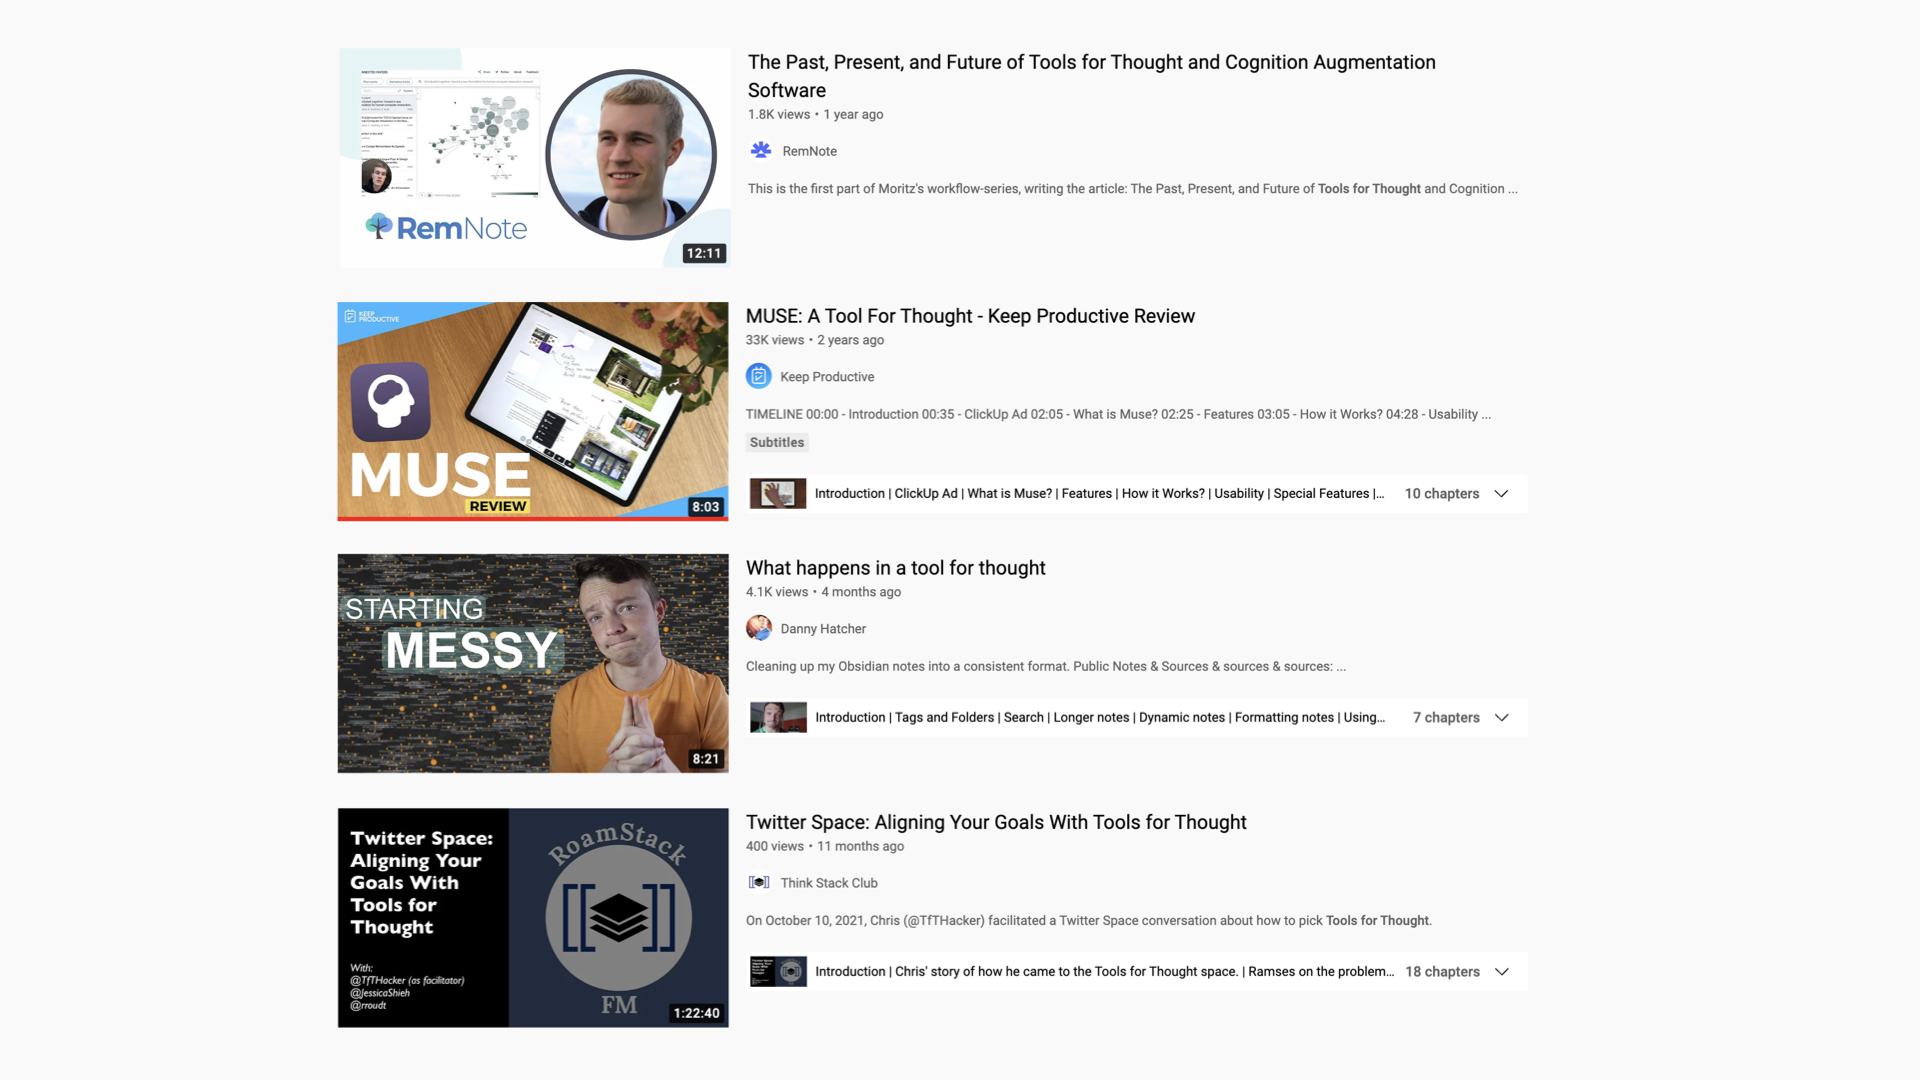 RemNote
12:11
The Past, Present, and Future of Tools for Thought and Cognition Augmentation
Software
1.8K views • 1 year ago
RemNote
This is the first part of Moritz's workflow-series, writing the article: The Past, Present, and Future of Tools for Thought and Cognition ...
KEEP
PRODUCTIVE
MUSE
REVIEW
8:03
MUSE: A Tool For Thought - Keep Productive Review
33K views • 2 years ago
Keep Productive
TIMELINE 00:00 - Introduction 00:35 - ClickUp Ad 02:05 - What is Muse? 02:25 - Features 03:05 - How it Works? 04:28 - Usability ...
Subtitles
Introduction | ClickUp Ad | What is Muse? | Features | How it Works? | Usability | Special Features |...
10 chapters
STARTING
MESSY
8:21
What happens in a tool for thought
4.1K views • 4 months ago
Danny Hatcher
Cleaning up my Obsidian notes into a consistent format. Public Notes & Sources & sources & sources: ...
Introduction | Tags and Folders | Search | Longer notes | Dynamic notes | Formatting notes | Using...
7 chapters
Twitter Space:
Aligning Your
Goals With
Tools for
Thought
With:
@TfTHacker (as facilitator)
@JessicaShieh
@rroudt
RoamStack
FM
1:22:40
Twitter Space: Aligning Your Goals With Tools for Thought
400 views • 11 months ago
Think Stack Club
On October 10, 2021, Chris (@TfTHacker) facilitated a Twitter Space conversation about how to pick Tools for Thought.
Introduction | Chris' story of how he came to the Tools for Thought space. | Ramses on the problem...
18 chapters